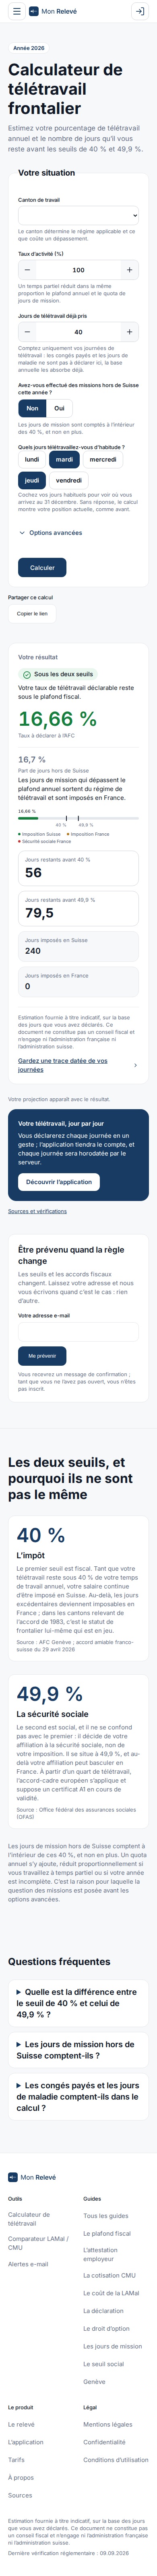 Mon Relevé
Année 2026
Calculateur de
télétravail
frontalier
Estimez votre pourcentage de télétravail
annuel et le nombre de jours qu'il vous
reste avant les seuils de 40 % et 49,9 %.
Votre situation
Canton de travail
Le canton détermine le régime applicable et ce
que coûte un dépassement.
Taux d'activité (%)
− 100 +
Un temps partiel réduit dans la même
proportion le plafond annuel et le quota de
jours de mission.
Jours de télétravail déjà pris
− 40 +
Comptez uniquement vos journées de
télétravail : les congés payés et les jours de
maladie ne sont pas à déclarer ici, la base
annuelle les absorbe déjà.
Avez-vous effectué des missions hors de Suisse
cette année ?
Non Oui
Les jours de mission sont comptés à l'intérieur
des 40 %, et non en plus.
Quels jours télétravaillez-vous d'habitude ?
lundi mardi mercredi
jeudi vendredi
Cochez vos jours habituels pour voir où vous
arrivez au 31 décembre. Sans réponse, le calcul
montre votre position actuelle, comme avant.
Options avancées
Calculer
Partager ce calcul
Copier le lien
Votre résultat
Sous les deux seuils
Votre taux de télétravail déclarable reste
sous le plafond fiscal.
16,66 %
Taux à déclarer à l'AFC
16,7 %
Part de jours hors de Suisse
Les jours de mission qui dépassent le
plafond annuel sortent du régime de
télétravail et sont imposés en France.
16,66 %
40 % 49,9 %
Imposition Suisse Imposition France
Sécurité sociale France
Jours restants avant 40 %
56
Jours restants avant 49,9 %
79,5
Jours imposés en Suisse
240
Jours imposés en France
0
Estimation fournie à titre indicatif, sur la base
des jours que vous avez déclarés. Ce
document ne constitue pas un conseil fiscal et
n'engage ni l'administration française ni
l'administration suisse.
Gardez une trace datée de vos
journées
Votre projection apparaît avec le résultat.
Votre télétravail, jour par jour
Vous déclarerez chaque journée en un
geste ; l'application tiendra le compte, et
chaque journée sera horodatée par le
serveur.
Découvrir l'application
Sources et vérifications
Être prévenu quand la règle
change
Les seuils et les accords fiscaux
changent. Laissez votre adresse et nous
vous écrivons quand c'est le cas : rien
d'autre.
Votre adresse e-mail
Me prévenir
Vous recevrez un message de confirmation ;
tant que vous ne l'avez pas ouvert, vous n'êtes
pas inscrit.
Les deux seuils, et
pourquoi ils ne sont
pas le même
40 %
L'impôt
Le premier seuil est fiscal. Tant que votre
télétravail reste sous 40 % de votre temps
de travail annuel, votre salaire continue
d'être imposé en Suisse. Au-delà, les jours
excédentaires deviennent imposables en
France ; dans les cantons relevant de
l'accord de 1983, c'est le statut de
frontalier lui-même qui est en jeu.
Source : AFC Genève ; accord amiable franco-
suisse du 29 avril 2026
49,9 %
La sécurité sociale
Le second est social, et il ne se confond
pas avec le premier : il décide de votre
affiliation à la sécurité sociale, non de
votre imposition. Il se situe à 49,9 %, et au-
delà votre affiliation peut basculer en
France. À partir d'un quart de télétravail,
l'accord-cadre européen s'applique et
suppose un certificat A1 en cours de
validité.
Source : Office fédéral des assurances sociales
(OFAS)
Les jours de mission hors de Suisse comptent à
l'intérieur de ces 40 %, et non en plus. Un quota
annuel s'y ajoute, réduit proportionnellement si
vous travaillez à temps partiel ou si votre année
est incomplète. C'est la raison pour laquelle la
question des missions est posée avant les
options avancées.
Questions fréquentes
Quelle est la différence entre
le seuil de 40 % et celui de
49,9 % ?
Les jours de mission hors de
Suisse comptent-ils ?
Les congés payés et les jours
de maladie comptent-ils dans le
calcul ?
Mon Relevé
Outils
Calculateur de
télétravail
Comparateur LAMal /
CMU
Alertes e-mail
Guides
Tous les guides
Le plafond fiscal
L'attestation
employeur
La cotisation CMU
Le coût de la LAMal
La déclaration
Le droit d'option
Les jours de mission
Le seuil social
Genève
Le produit
Le relevé
L'application
Tarifs
À propos
Sources
Légal
Mentions légales
Confidentialité
Conditions d'utilisation
Estimation fournie à titre indicatif, sur la base des jours
que vous avez déclarés. Ce document ne constitue pas
un conseil fiscal et n'engage ni l'administration française
ni l'administration suisse.
Dernière vérification réglementaire : 09.09.2026